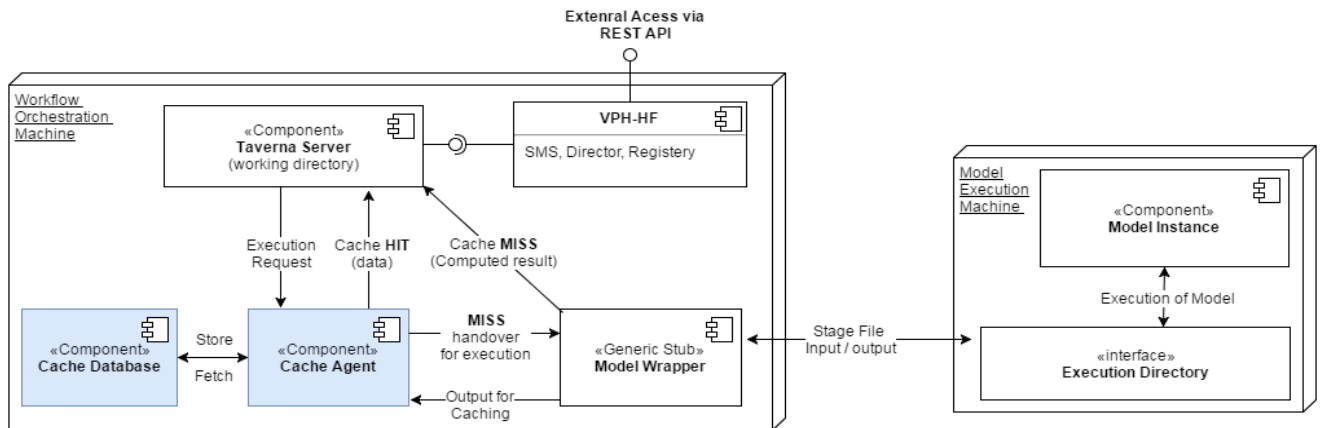 Extenral Acess via
REST API
Workflow
Orchestration
Machine
«Component»
Taverna Server
(working directory)
VPH-HF
SMS, Director, Registery
Execution
Request
Cache HIT
(data)
Cache MISS
(Computed result)
«Component»
Cache Database
Store
Fetch
«Component»
Cache Agent
MISS
handover
for execution
Output for
Caching
«Generic Stub»
Model Wrapper
Stage File
Input / output
Model
Execution
Machine
«Component»
Model Instance
Execution of Model
«interface»
Execution Directory